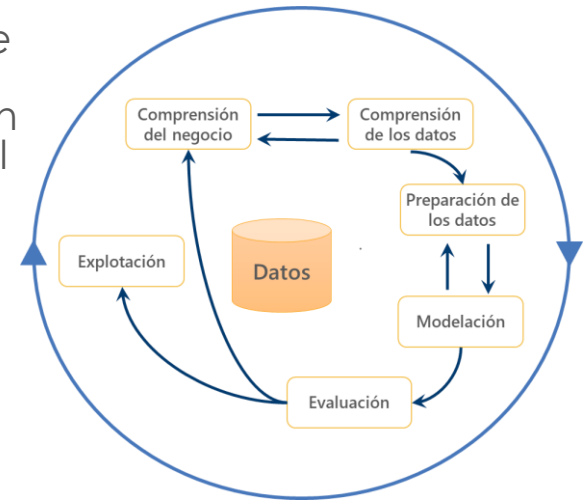 e
n
l
Comprensión
del negocio
Comprensión
de los datos
Preparación de
los datos
Explotación
Datos
Modelación
Evaluación